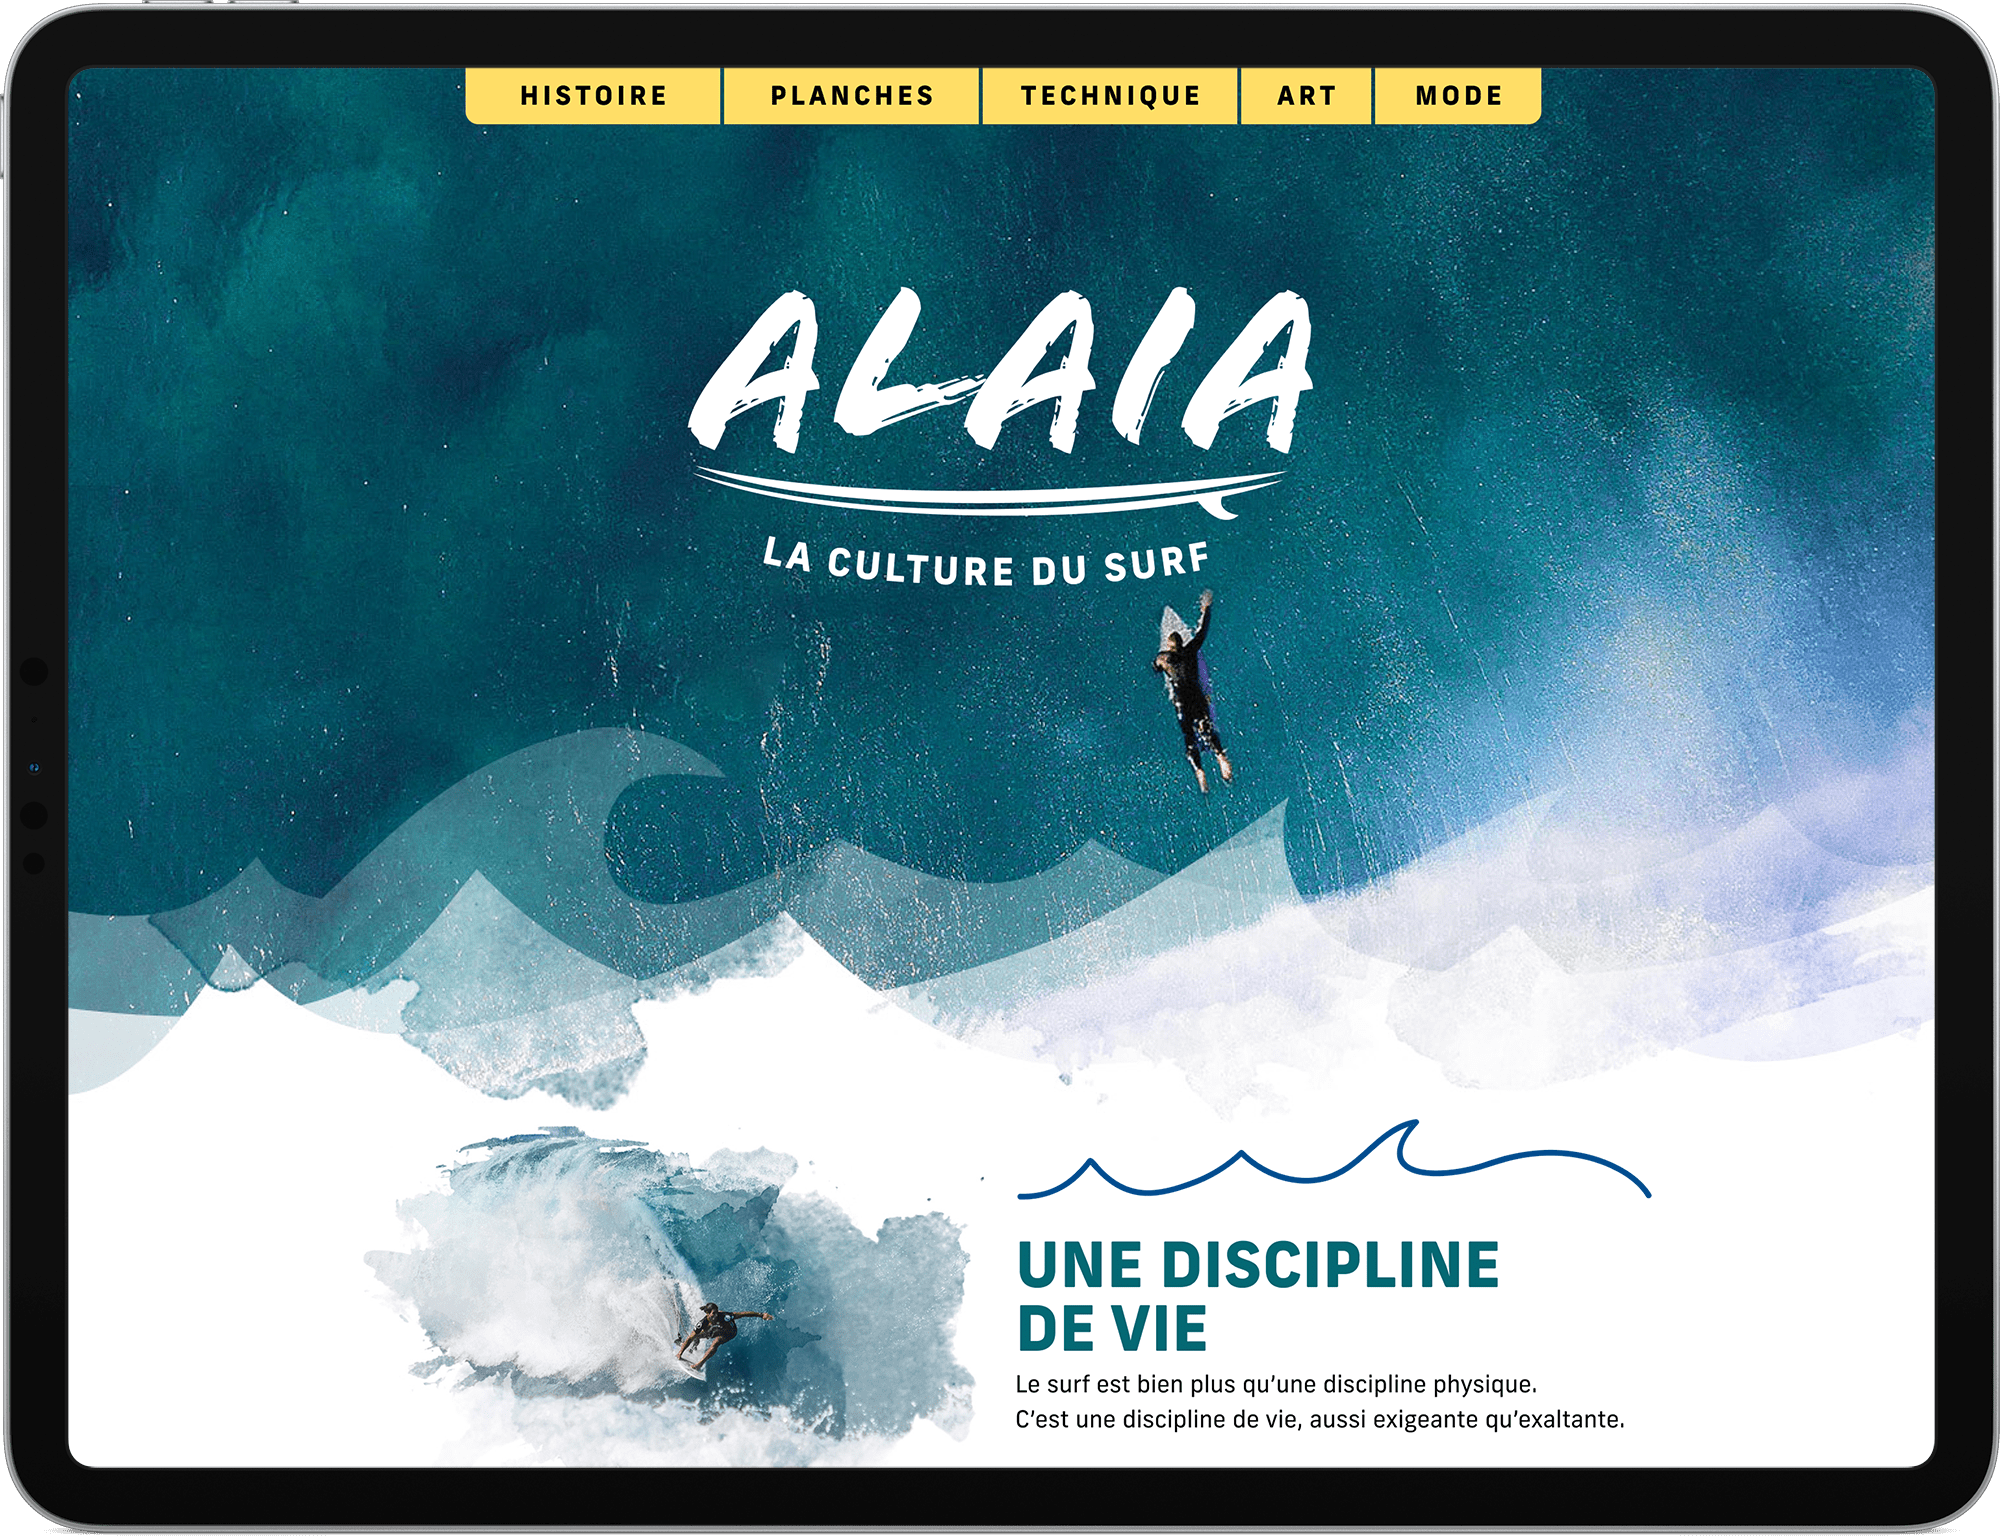 HISTOIRE
PLANCHES
TECHNIQUE
ART
MODE
ALAIA
LA CULTURE DU SURF
UNE DISCIPLINE
DE VIE
Le surf est bien plus qu’une discipline physique.
C’est une discipline de vie, aussi exigeante qu’exaltante.